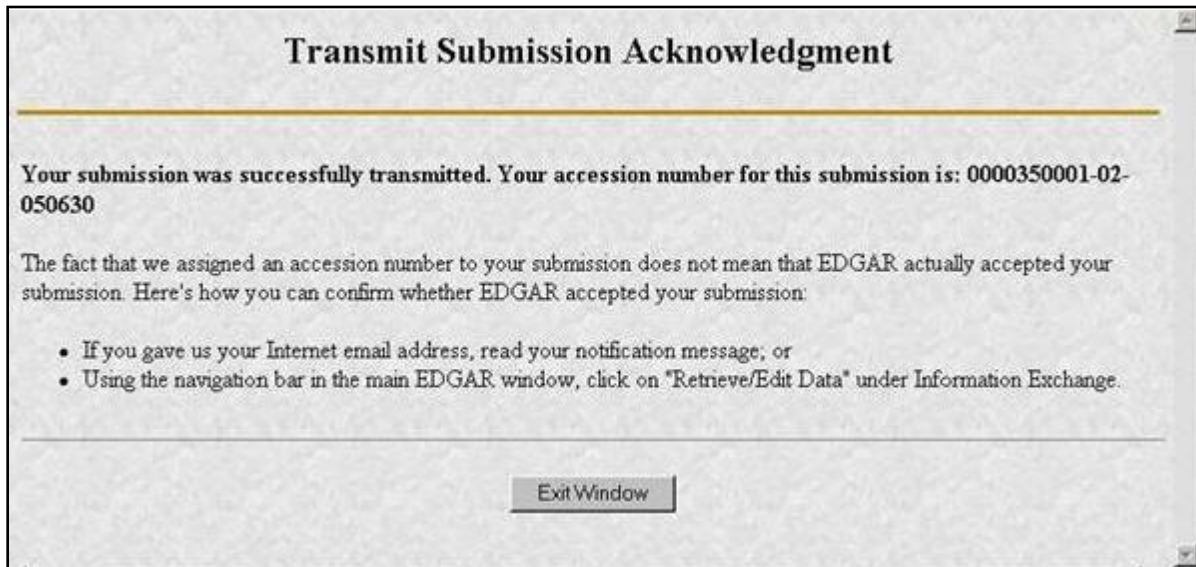 Transmit Submission Acknowledgment
Your submission was successfully transmitted. Your accession number for this submission is: 0000350001-02-
050630
The fact that we assigned an accession number to your submission does not mean that EDGAR actually accepted your
submission. Here's how you can confirm whether EDGAR accepted your submission:
• If you gave us your Internet email address, read your notification message; or
• Using the navigation bar in the main EDGAR window, click on "Retrieve/Edit Data" under Information Exchange.
Exit Window